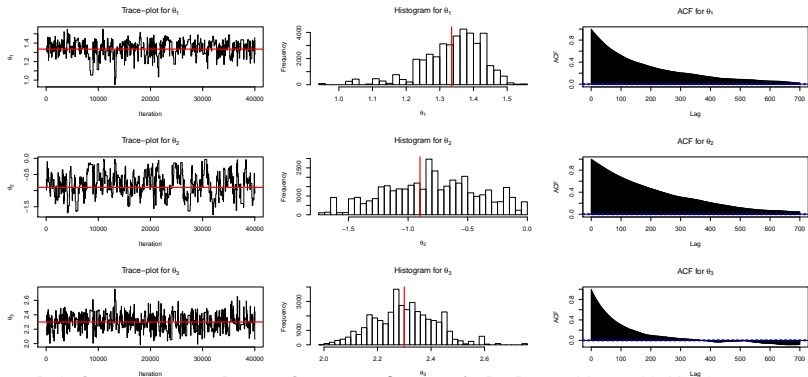 Trace−plot for θ1
θ1
1.0 1.2 1.4
0 10000 20000 30000 40000
Iteration
Histogram for θ1
Frequency
0 2000 4000
1.0 1.1 1.2 1.3 1.4 1.5
θ1
ACF for θ1
ACF
0.0 0.4 0.8
0 100 200 300 400 500 600 700
Lag
Trace−plot for θ2
θ2
−1.5 −0.5 0.0
0 10000 20000 30000 40000
Iteration
Histogram for θ2
Frequency
0 1000 2500
−1.5 −1.0 −0.5 0.0
θ2
ACF for θ2
ACF
0.0 0.4 0.8
0 100 200 300 400 500 600 700
Lag
Trace−plot for θ3
θ3
2.0 2.2 2.4 2.6
0 10000 20000 30000 40000
Iteration
Histogram for θ3
Frequency
0 1000 3000
2.0 2.2 2.4 2.6
θ3
ACF for θ3
ACF
0.0 0.4 0.8
0 100 200 300 400 500 600 700
Lag